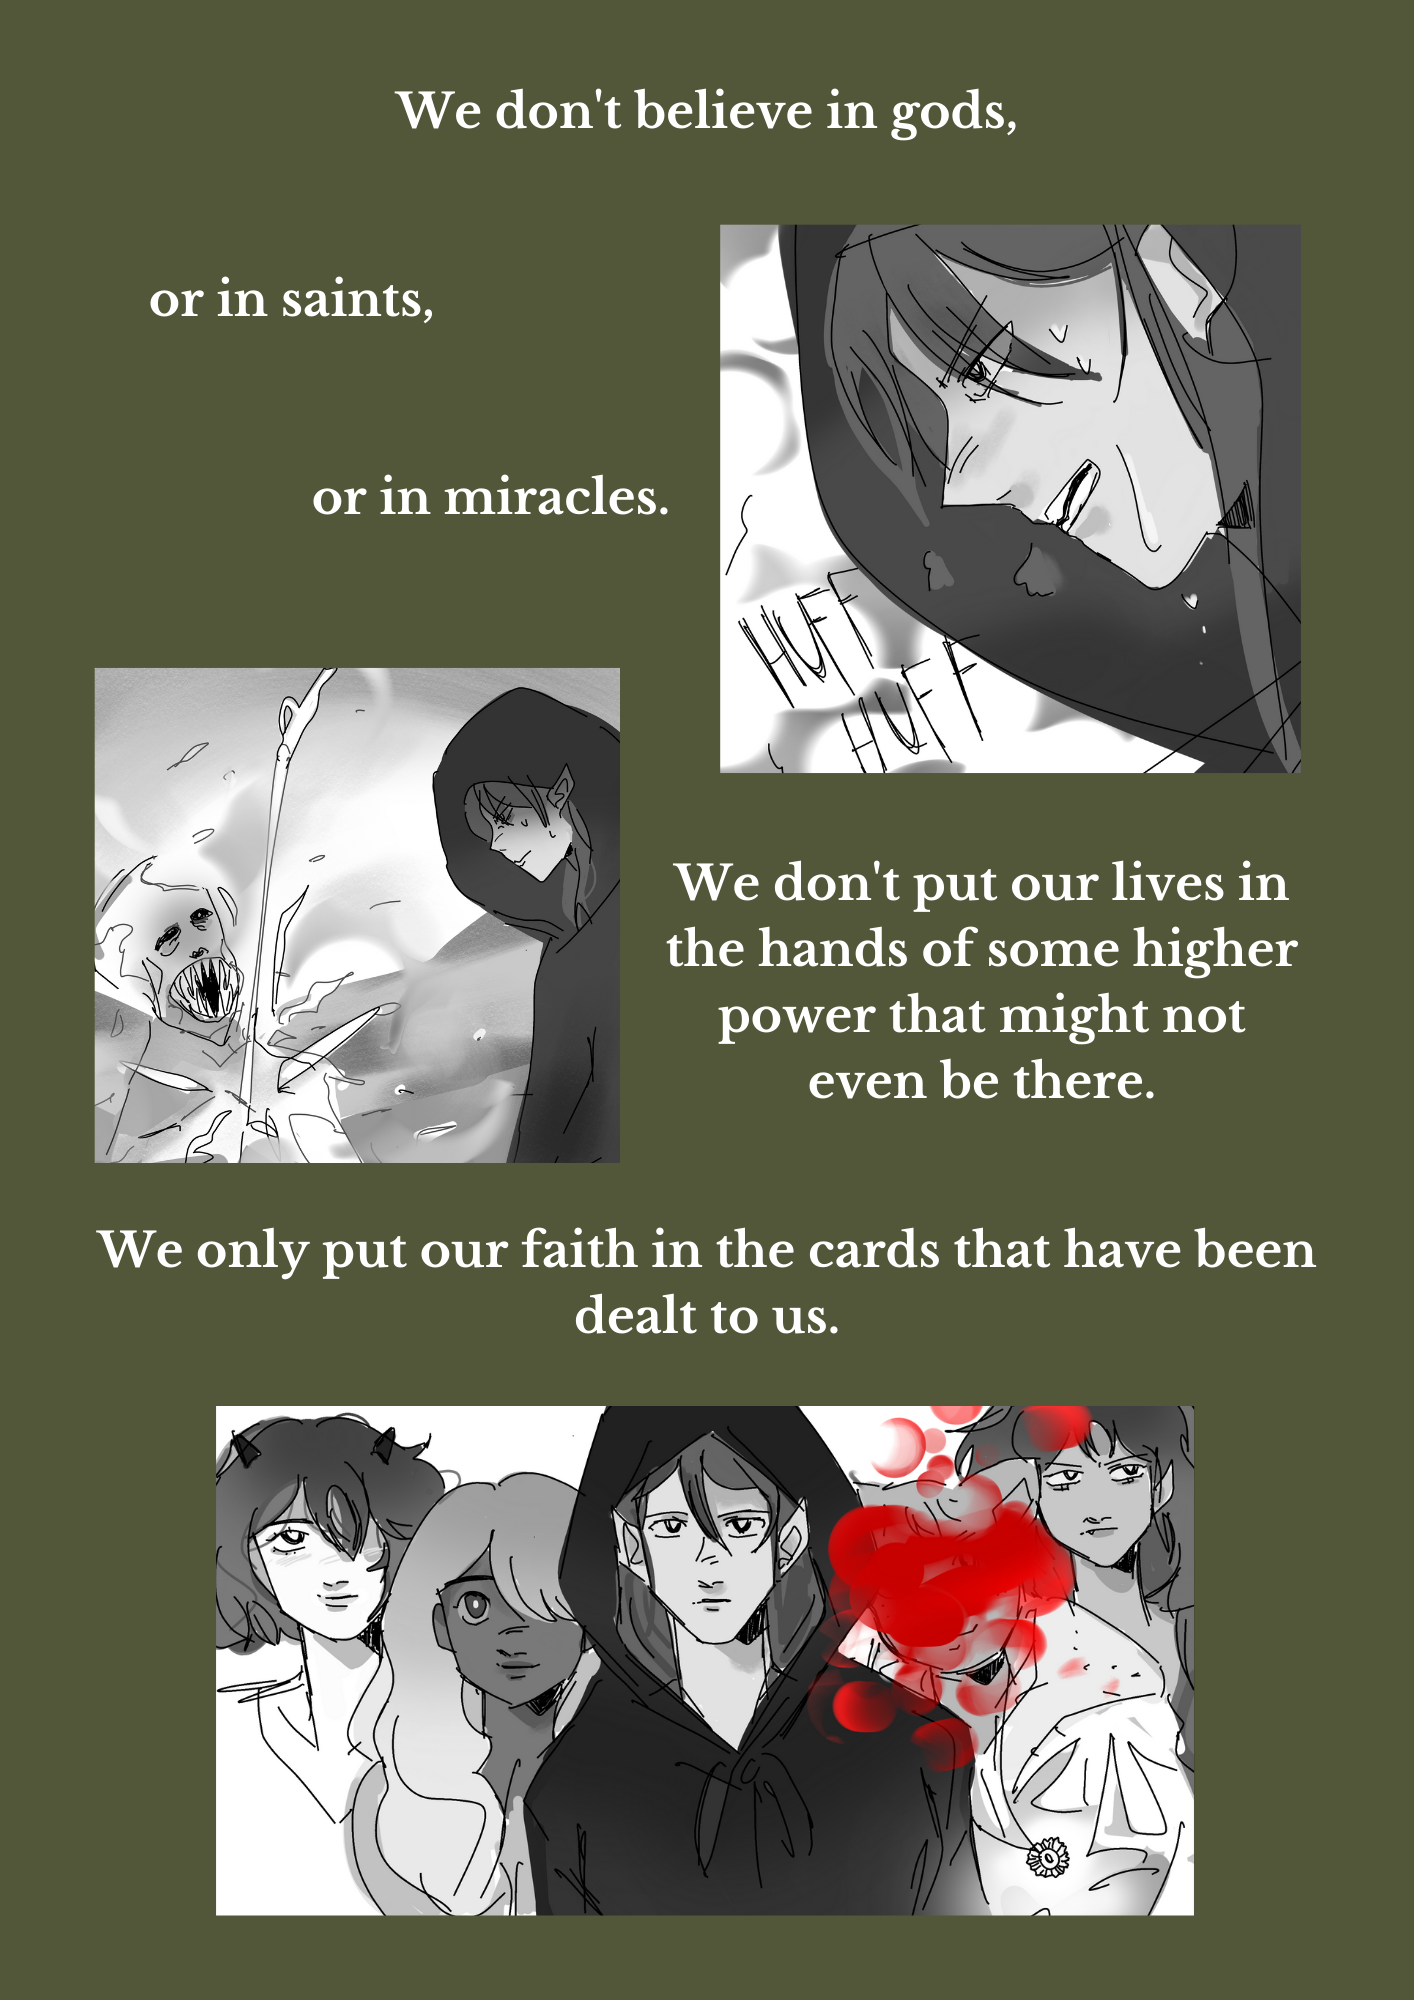 We don't believe in gods,
or in saints,
or in miracles.
HUFF
HUFF
We don't put our lives in
the hands of some higher
power that might not
even be there.
We only put our faith in the cards that have been
dealt to us.